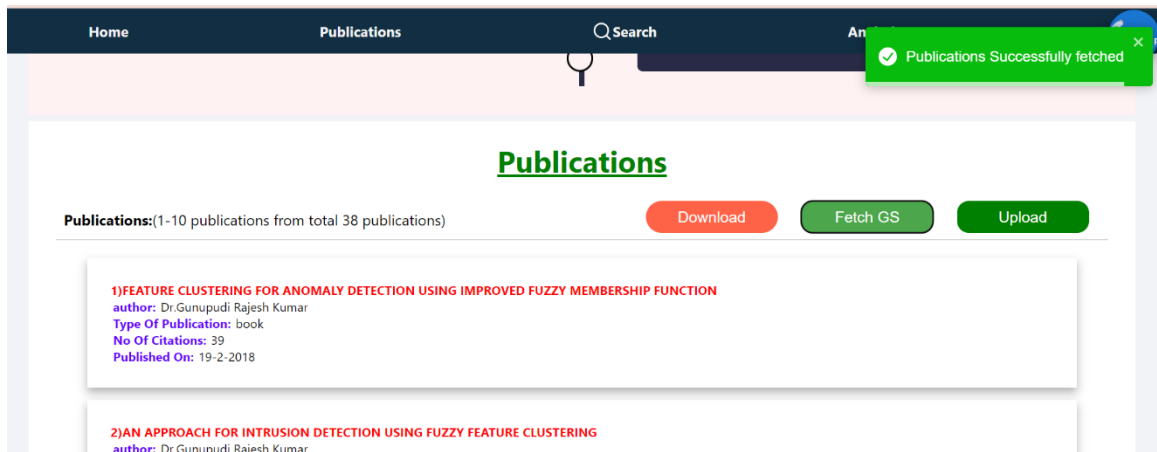 Home Publications Search
Publications Successfully fetched
Publications
Publications:(1-10 publications from total 38 publications) Download Fetch GS Upload
1)FEATURE CLUSTERING FOR ANOMALY DETECTION USING IMPROVED FUZZY MEMBERSHIP FUNCTION
author: Dr.Gunupudi Rajesh Kumar
Type Of Publication: book
No Of Citations: 39
Published On: 19-2-2018
2)AN APPROACH FOR INTRUSION DETECTION USING FUZZY FEATURE CLUSTERING
author: Dr.Gunupudi Rajesh Kumar